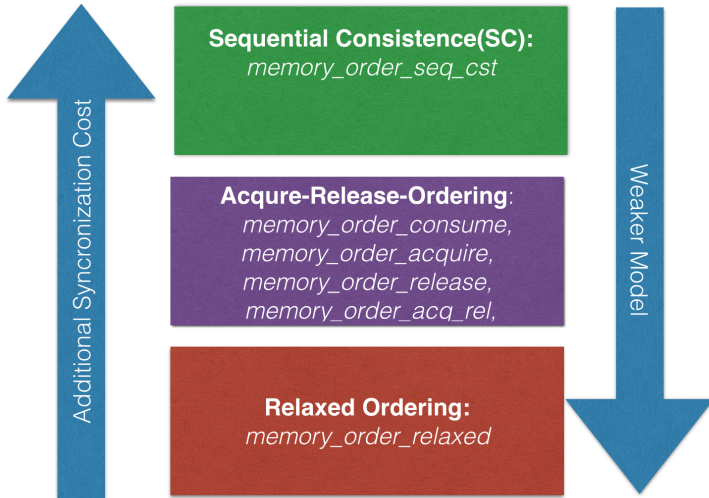 Additional Syncronization Cost
Sequential Consistence(SC):
memory_order_seq_cst
Acqure-Release-Ordering:
memory_order_consume,
memory_order_acquire,
memory_order_release,
memory_order_acq_rel,
Relaxed Ordering:
memory_order_relaxed
Weaker Model